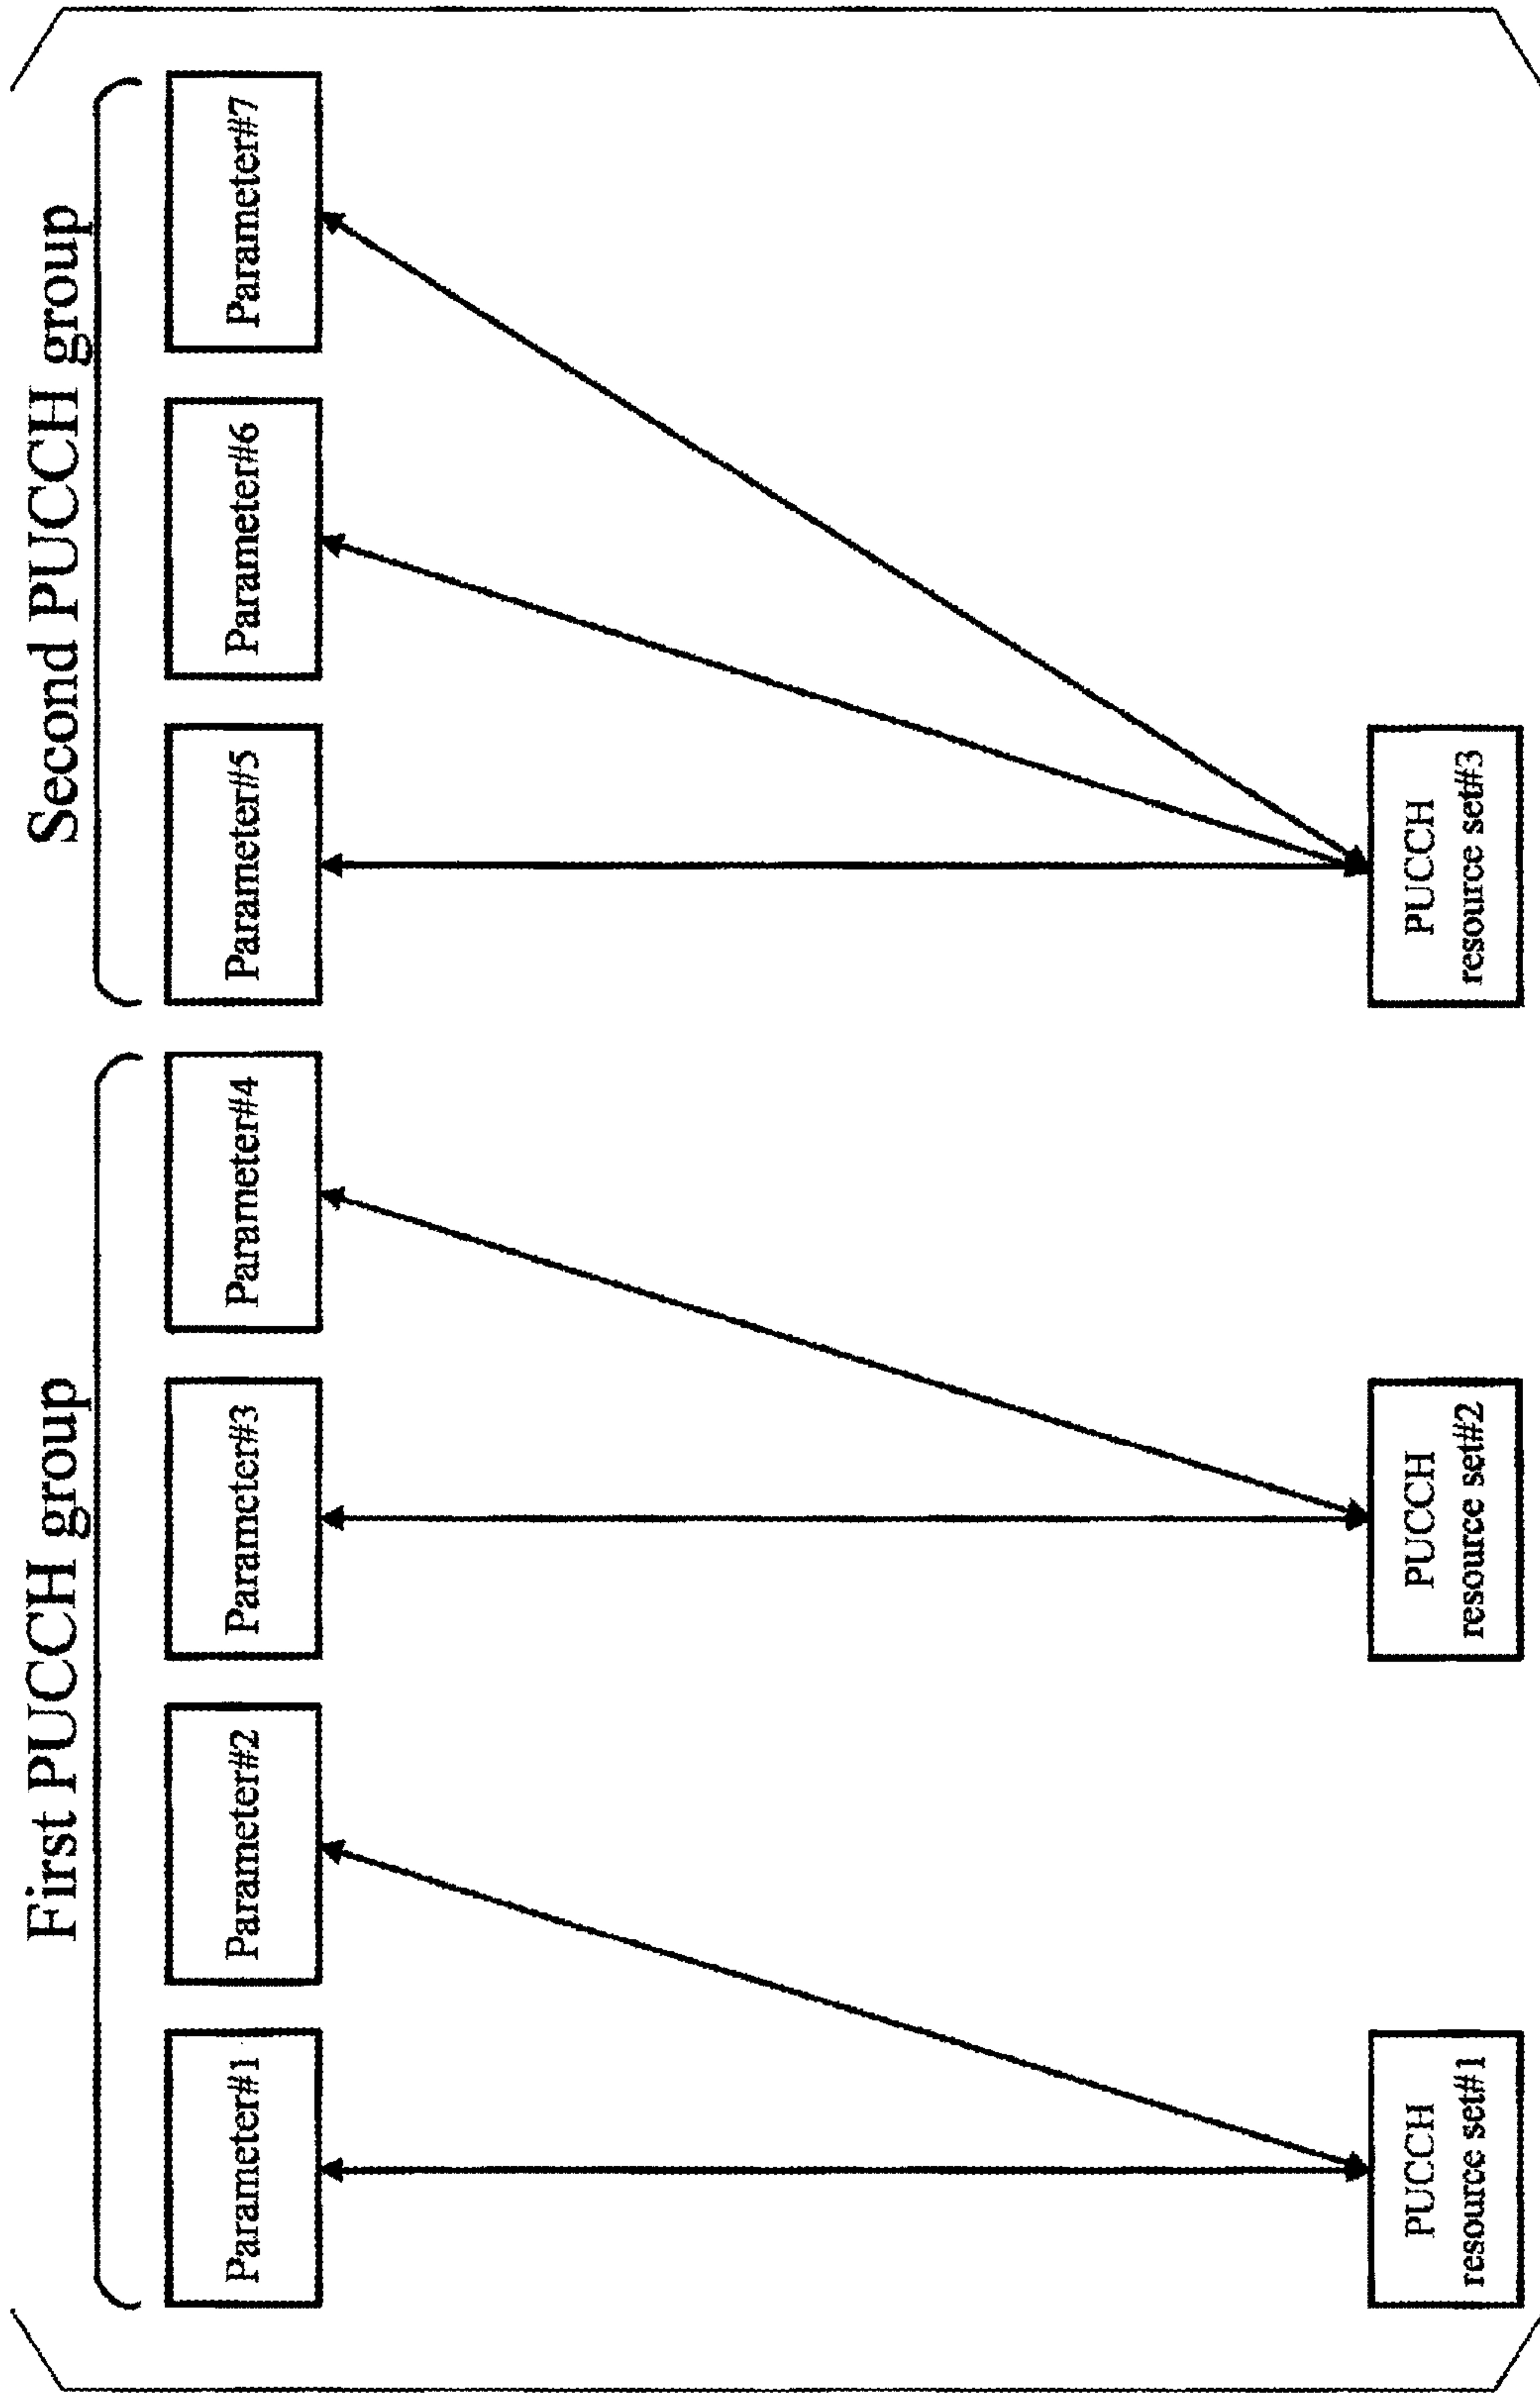 First PUCCH group
Second PUCCH group
Parameter#1
Parameter#2
Parameter#3
Parameter#4
Parameter#5
Parameter#6
Parameter#7
PUCCH
resource set#1
PUCCH
resource set#2
PUCCH
resource set#3